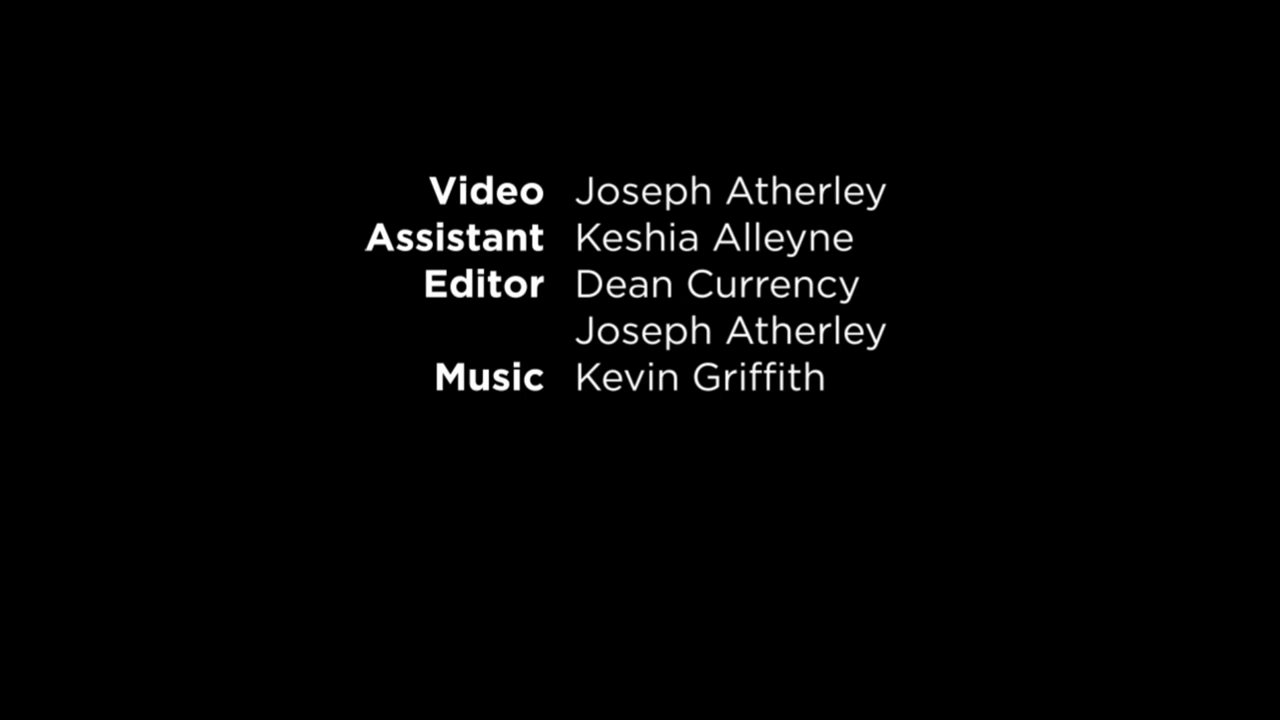 Video Joseph Atherley
Assistant Keshia Alleyne
Editor Dean Currency
Joseph Atherley
Music Kevin Griffith